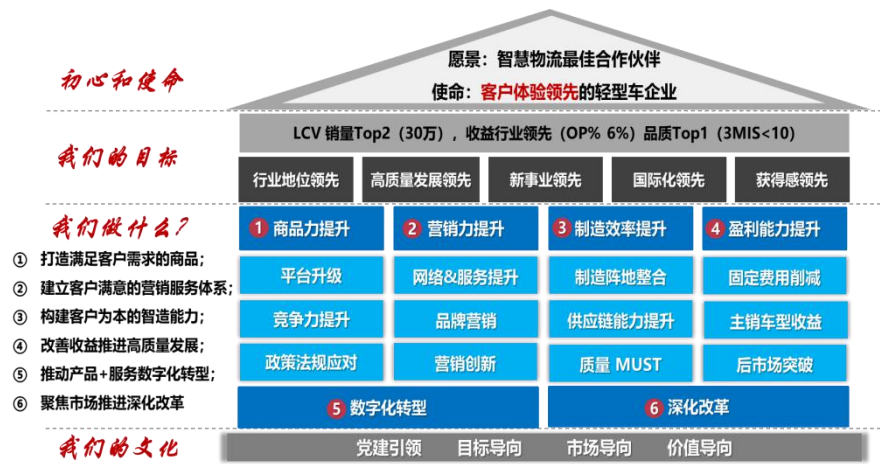 初心和使命
愿景：智慧物流最佳合作伙伴
使命：客户体验领先的轻型车企业
我们的目标
LCV 销量Top2（30万），收益行业领先（OP% 6%）品质Top1（3MIS<10）
行业地位领先 高质量发展领先 新事业领先 国际化领先 获得感领先
我们做什么?
① 打造满足客户需求的商品；
② 建立客户满意的营销服务体系；
③ 构建客户为本的智造能力；
④ 改善收益推进高质量发展；
⑤ 推动产品+服务数字化转型；
⑥ 聚焦市场推进深化改革
1 商品力提升 2 营销力提升 3 制造效率提升 4 盈利能力提升
平台升级 网络&服务提升 制造阵地整合 固定费用削减
竞争力提升 品牌营销 供应链能力提升 主销车型收益
政策法规应对 营销创新 质量 MUST 后市场突破
5 数字化转型 6 深化改革
我们的文化
党建引领 目标导向 市场导向 价值导向